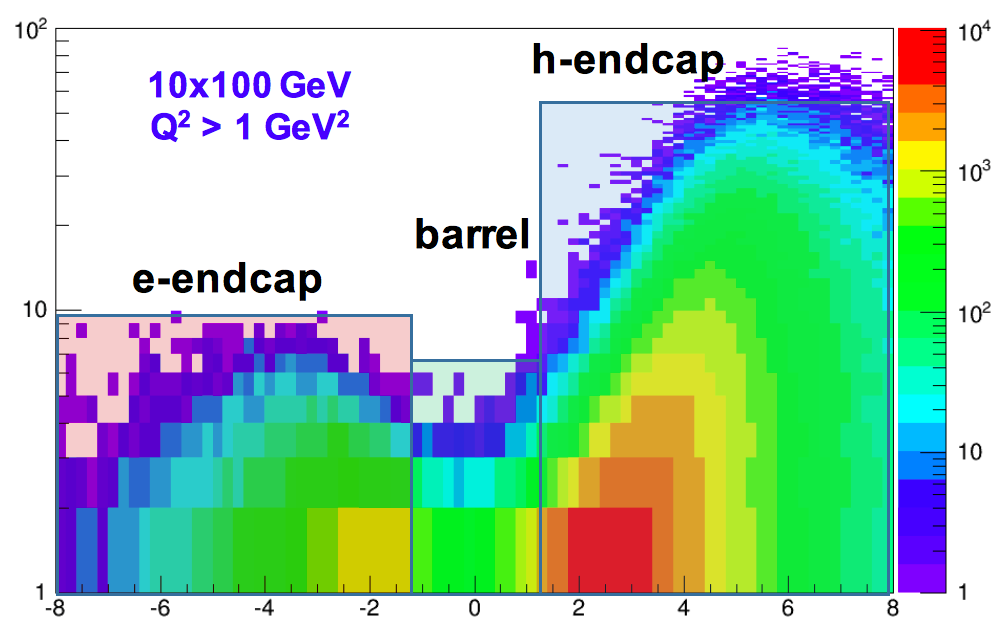 10²
10⁴
h-endcap
10x100 GeV
Q² > 1 GeV²
10³
barrel
e-endcap
10
10²
10
1
1
-8 -6 -4 -2 0 2 4 6 8